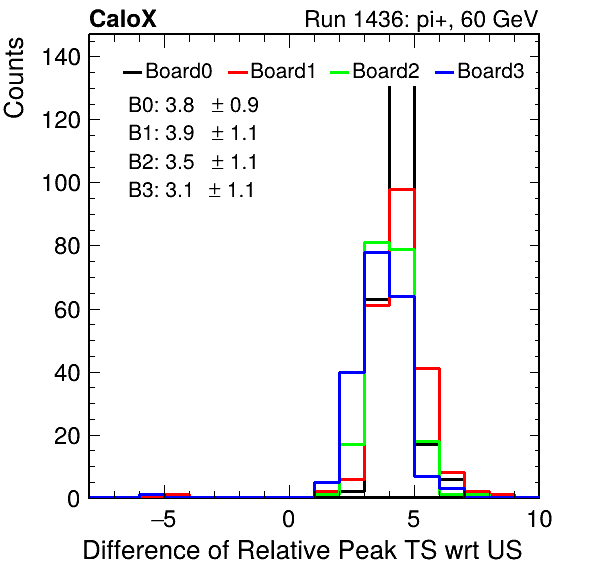 CaloX Run 1436: pi+, 60 GeV
Counts
Board0 Board1 Board2 Board3
B0: 3.8 ± 0.9
B1: 3.9 ± 1.1
B2: 3.5 ± 1.1
B3: 3.1 ± 1.1
140
120
100
80
60
40
20
0
−5 0 5 10
Difference of Relative Peak TS wrt US